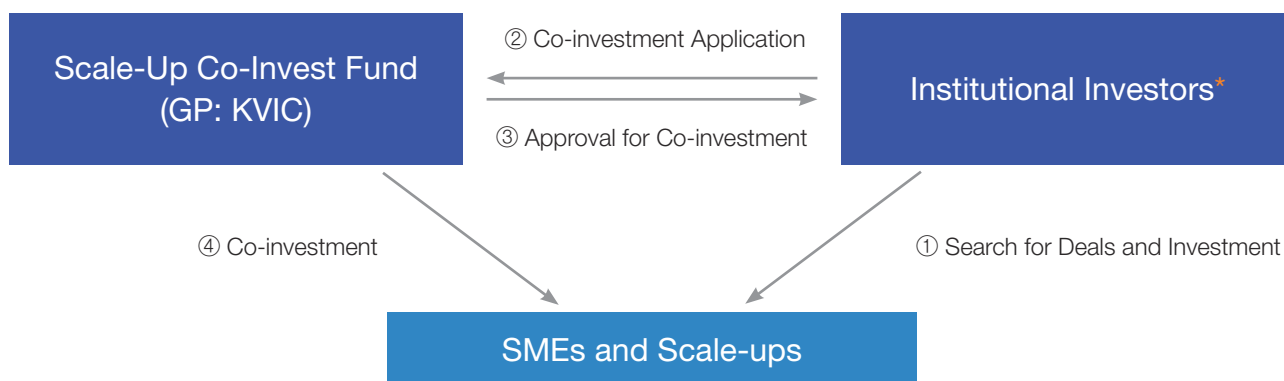 Scale-Up Co-Invest Fund
(GP: KVIC)
② Co-investment Application
③ Approval for Co-investment
Institutional Investors*
④ Co-investment
① Search for Deals and Investment
SMEs and Scale-ups